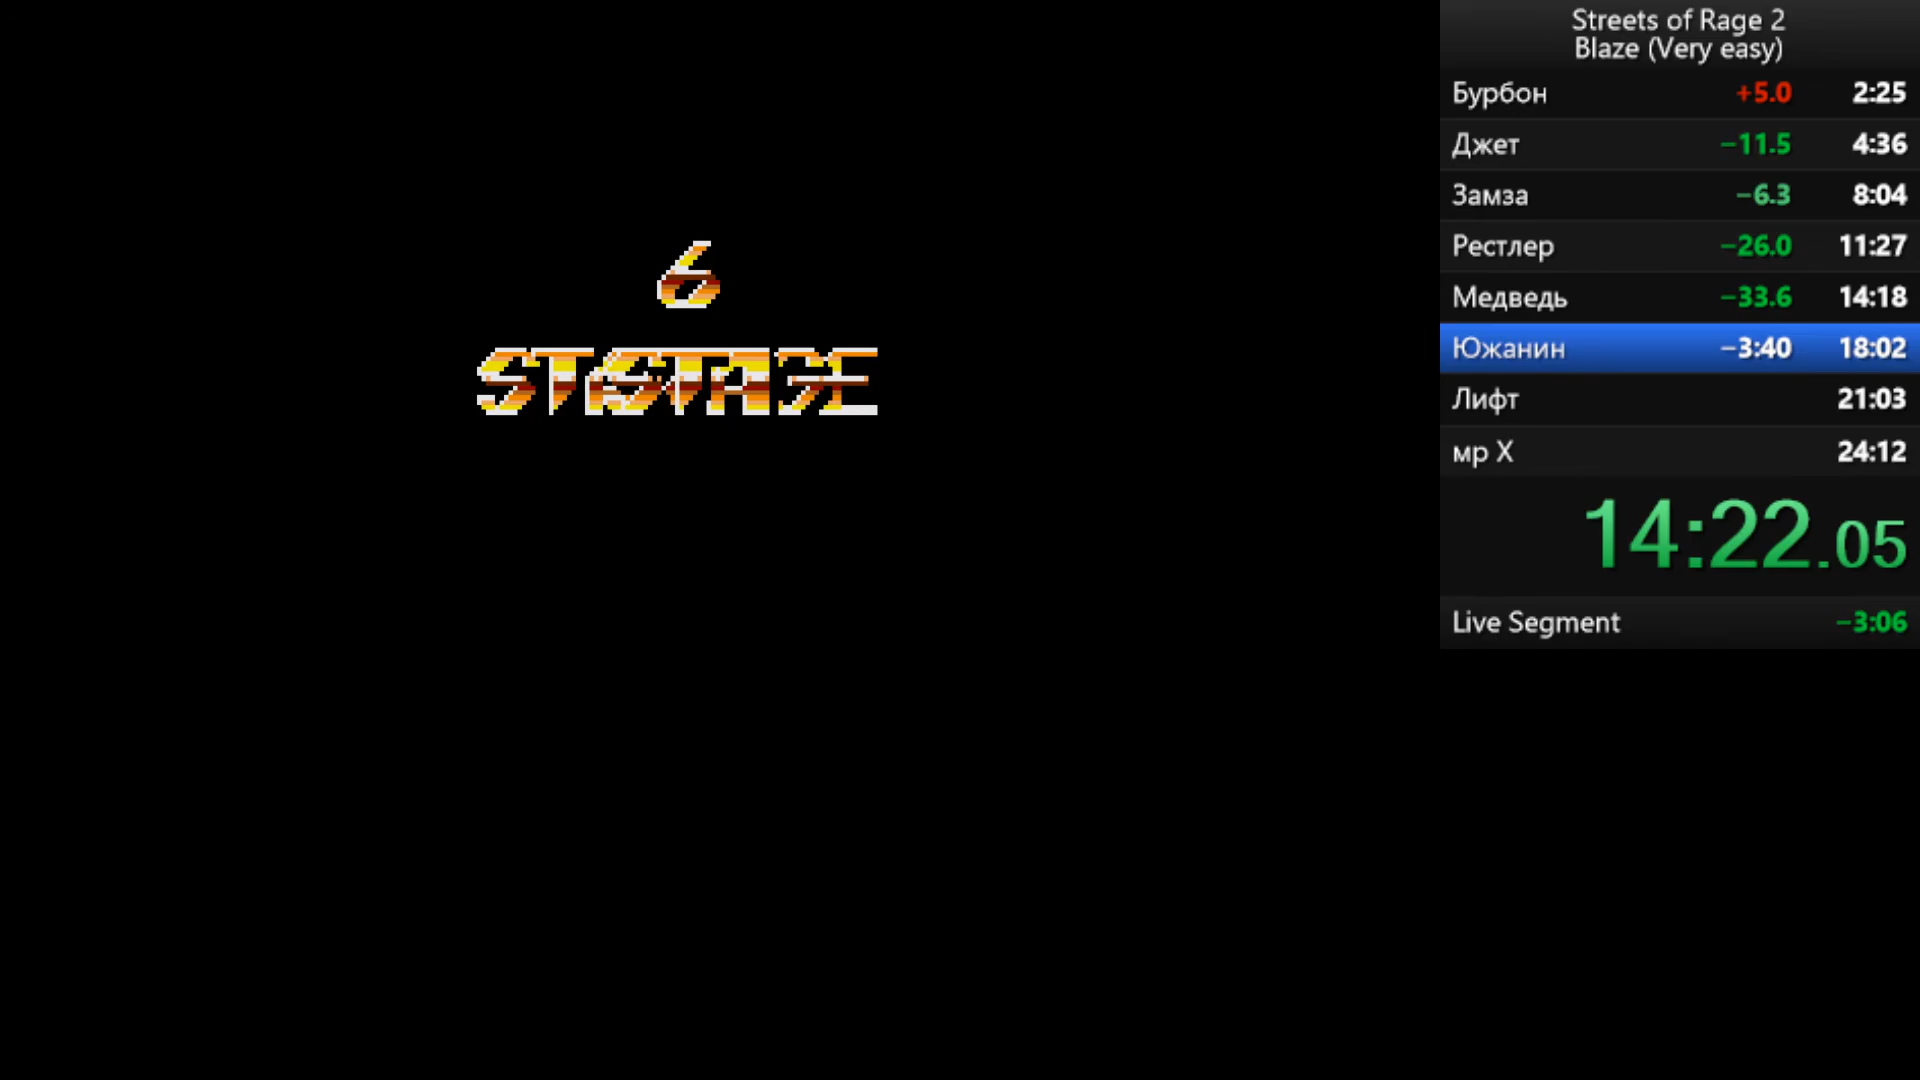 6
STAGE
Streets of Rage 2
Blaze (Very easy)
Бурбон +5.0 2:25
Джет −11.5 4:36
Замза −6.3 8:04
Рестлер −26.0 11:27
Медведь −33.6 14:18
Южанин −3:40 18:02
Лифт 21:03
мр X 24:12
14:22.05
Live Segment −3:06